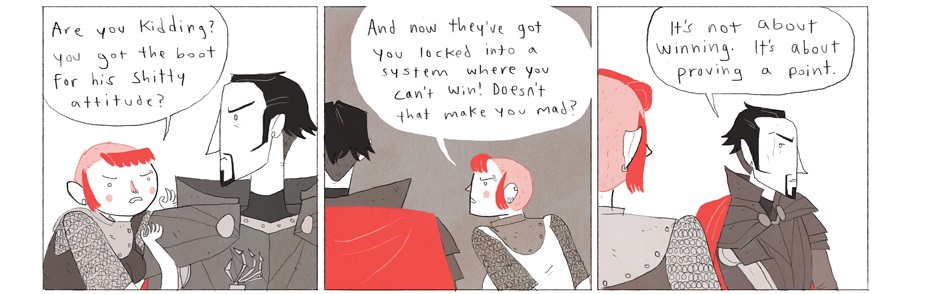 Are you kidding?
you got the boot
for his shitty
attitude?
And now they've got
you locked into a
system where you
can't win! Doesn't
that make you mad?
It's not about
winning. It's about
proving a point.